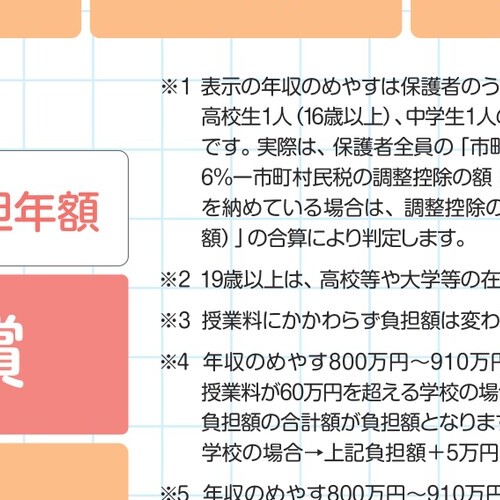 担年額
償
※1 表示の年収のめやすは保護者のう
高校生1人（16歳以上）、中学生1人の
です。実際は、保護者全員の「市町
6％ー市町村民税の調整控除の額
を納めている場合は、調整控除の
額）」の合算により判定します。
※2 19歳以上は、高校等や大学等の在
※3 授業料にかかわらず負担額は変わ
※4 年収のめやす800万円～910万円
授業料が60万円を超える学校の場合
負担額の合計額が負担額となります
学校の場合→上記負担額＋5万円
※5 年収のめやす800万円～910万円